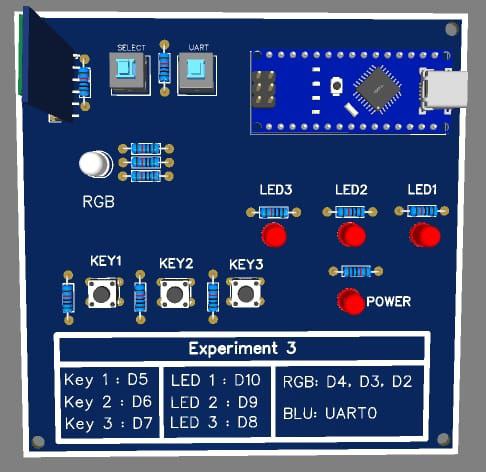 SELECT
UART
RGB
LED3
LED2
LED1
KEY1
KEY2
KEY3
POWER
Experiment 3
Key 1 : D5
Key 2 : D6
Key 3 : D7
LED 1 : D10
LED 2 : D9
LED 3 : D8
RGB: D4, D3, D2
BLU: UART0